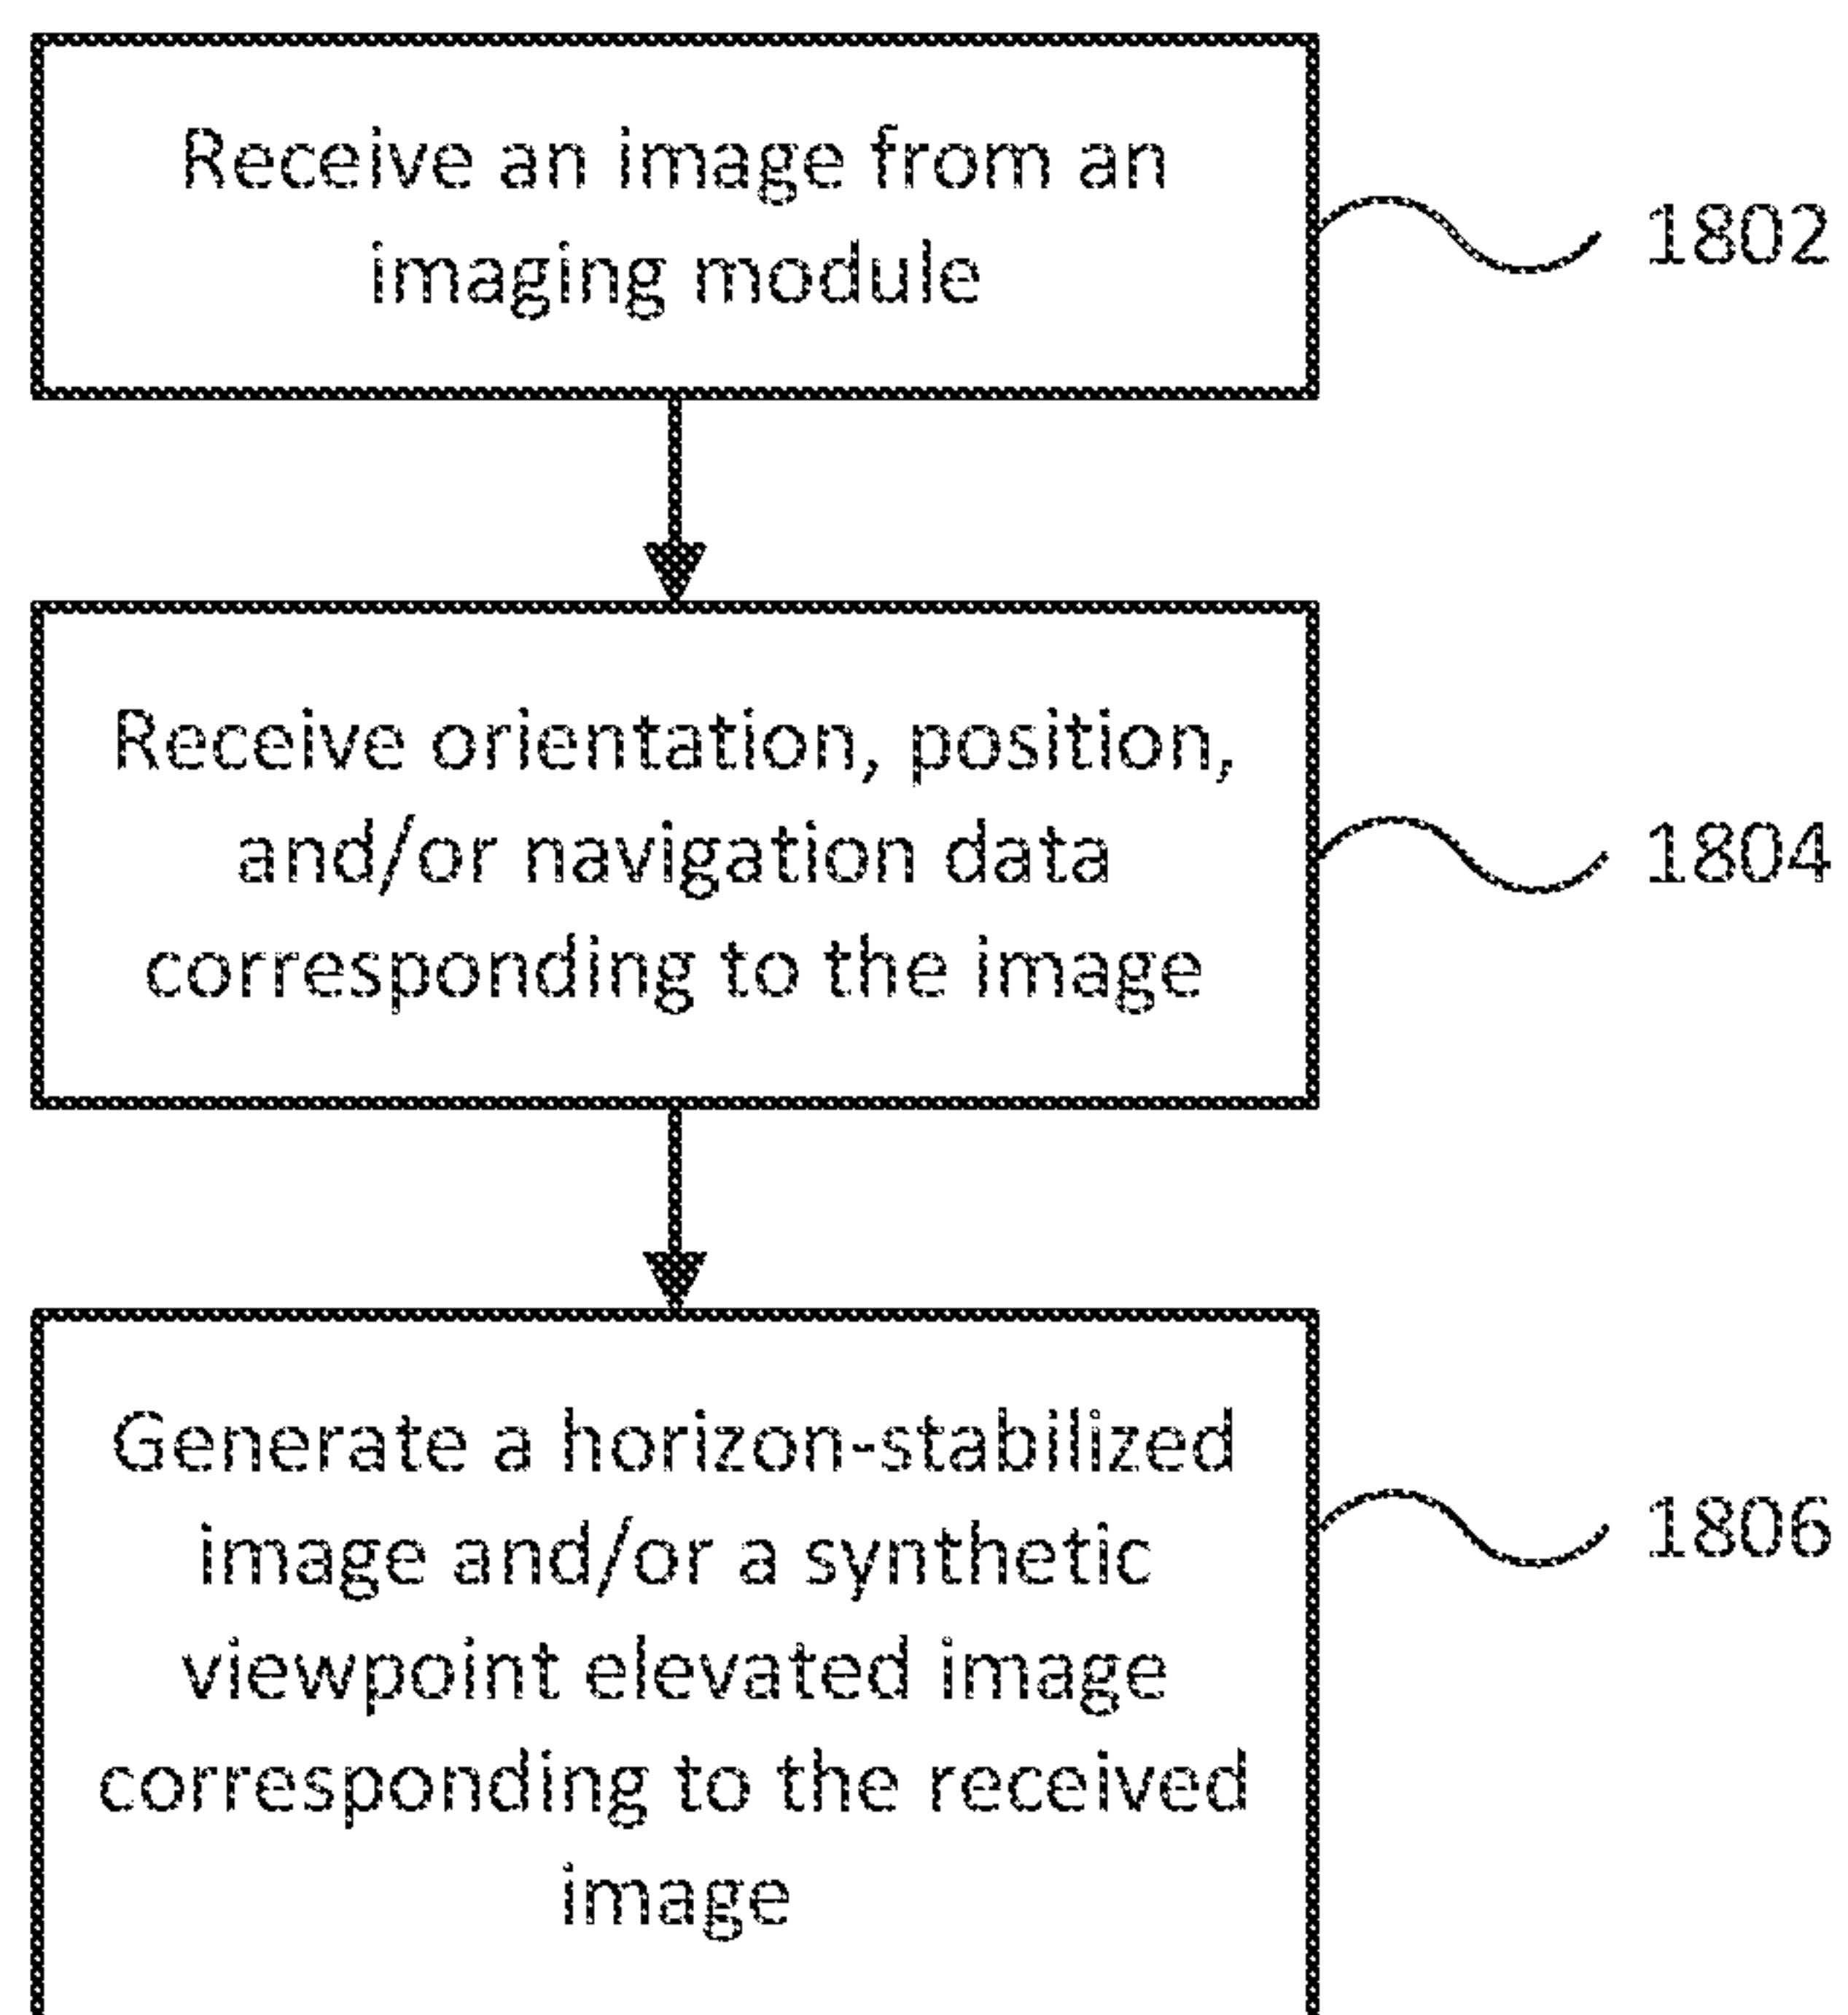 Receive an image from an
imaging module
1802
Receive orientation, position,
and/or navigation data
corresponding to the image
1804
Generate a horizon-stabilized
image and/or a synthetic
viewpoint elevated image
corresponding to the received
image
1806